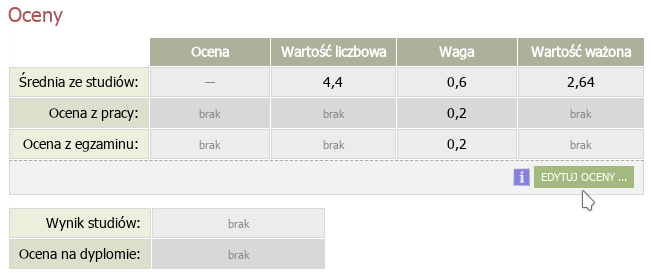 Oceny
Ocena Wartość liczbowa Waga Wartość ważona
Średnia ze studiów: — 4,4 0,6 2,64
Ocena z pracy: brak brak 0,2 brak
Ocena z egzaminu: brak brak 0,2 brak
i EDYTUJ OCENY ...
Wynik studiów: brak
Ocena na dyplomie: brak